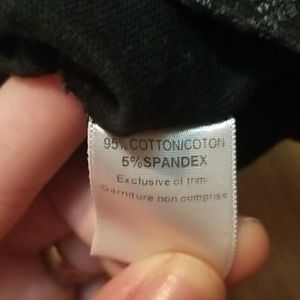 95% COTTON/COTON
5%SPANDEX
Exclusive of trim
Garniture non comprise